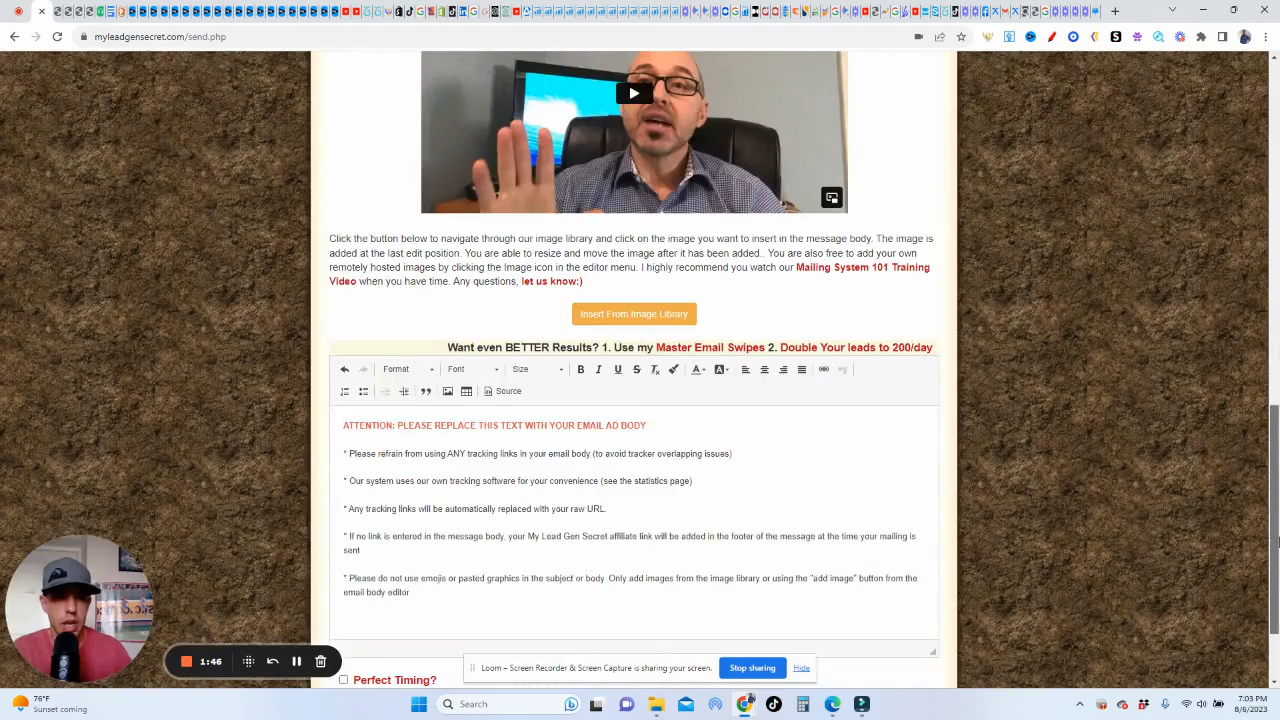 myleadgensecret.com/send.php
Click the button below to navigate through our image library and click on the image you want to insert in the message body. The image is
added at the last edit position. You are able to resize and move the image after it has been added.. You are also free to add your own
remotely hosted images by clicking the Image icon in the editor menu. I highly recommend you watch our Mailing System 101 Training
Video when you have time. Any questions, let us know:)
Insert From Image Library
Want even BETTER Results? 1. Use my Master Email Swipes 2. Double Your leads to 200/day
Format Font Size B I U S
Source
ATTENTION: PLEASE REPLACE THIS TEXT WITH YOUR EMAIL AD BODY
* Please refrain from using ANY tracking links in your email body (to avoid tracker overlapping issues)
* Our system uses our own tracking software for your convenience (see the statistics page)
* Any tracking links will be automatically replaced with your raw URL.
* If no link is entered in the message body, your My Lead Gen Secret affiliate link will be added in the footer of the message at the time your mailing is
sent
* Please do not use emojis or pasted graphics in the subject or body. Only add images from the image library or using the "add image" button from the
email body editor
1:46
Loom – Screen Recorder & Screen Capture is sharing your screen. Stop sharing Hide
Perfect Timing?
76°F
Sunset coming
Search
7:03 PM
8/6/2023